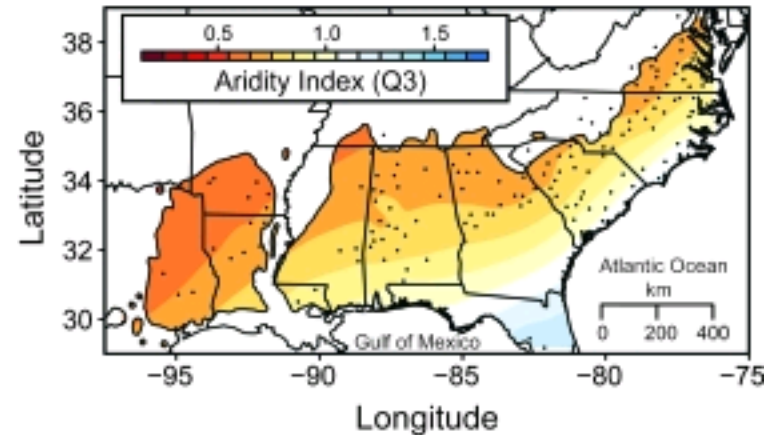 0.5 1.0 1.5
Aridity Index (Q3)
38
36
34
32
30
Latitude
Atlantic Ocean
km
0 200 400
Gulf of Mexico
−95 −90 −85 −80 −75
Longitude